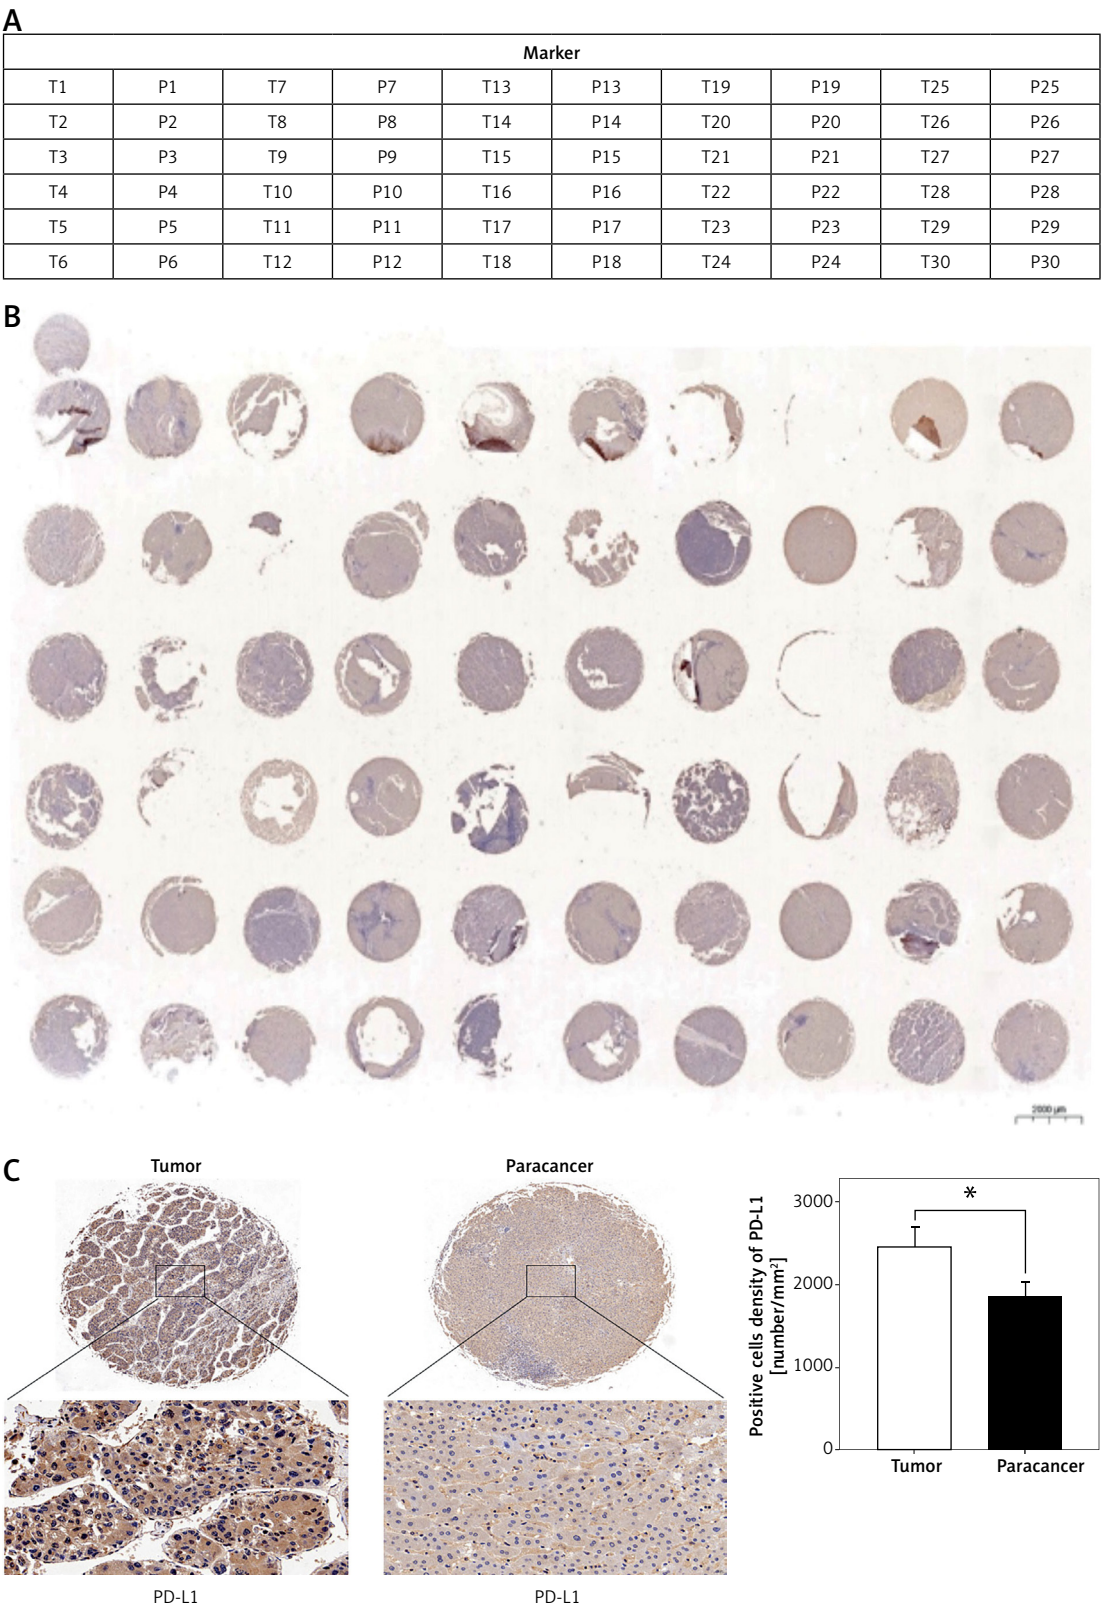 A
Marker
T1 P1 T7 P7 T13 P13 T19 P19 T25 P25
T2 P2 T8 P8 T14 P14 T20 P20 T26 P26
T3 P3 T9 P9 T15 P15 T21 P21 T27 P27
T4 P4 T10 P10 T16 P16 T22 P22 T28 P28
T5 P5 T11 P11 T17 P17 T23 P23 T29 P29
T6 P6 T12 P12 T18 P18 T24 P24 T30 P30
B
2000 µm
C
Tumor
Paracancer
PD-L1
PD-L1
Positive cells density of PD-L1
[number/mm²]
3000
2000
1000
0
*
Tumor
Paracancer